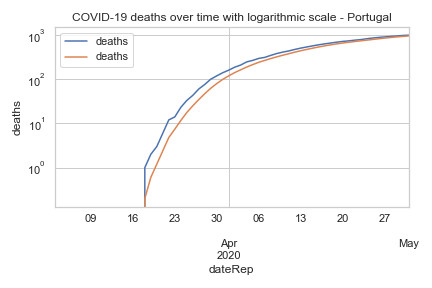 COVID-19 deaths over time with logarithmic scale - Portugal
deaths
deaths
deaths
10³
10²
10¹
10⁰
09 16 23 30 06 13 20 27
Apr May
2020
dateRep